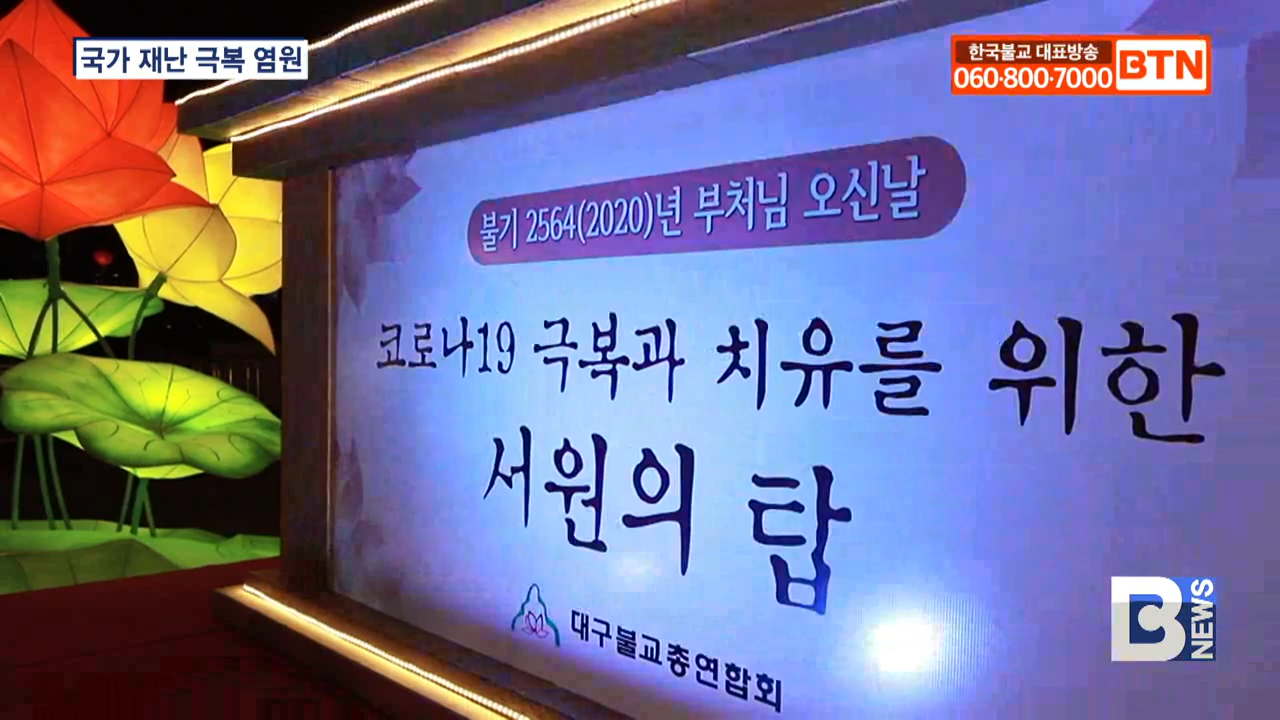 국가 재난 극복 염원
한국불교 대표방송
060·800·7000
BTN
불기 2564(2020)년 부처님 오신날
코로나19 극복과 치유를 위한
서원의 탑
대구불교총연합회
B NEWS